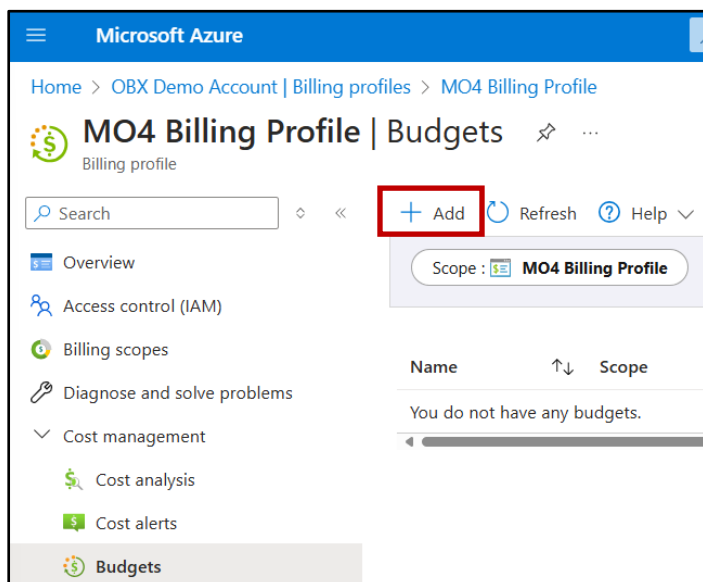 Microsoft Azure
Home > OBX Demo Account | Billing profiles > MO4 Billing Profile
MO4 Billing Profile | Budgets
Billing profile
Search
+ Add
Refresh
Help
Scope : MO4 Billing Profile
Overview
Access control (IAM)
Billing scopes
Diagnose and solve problems
Cost management
Cost analysis
Cost alerts
Budgets
Name ↑↓ Scope
You do not have any budgets.